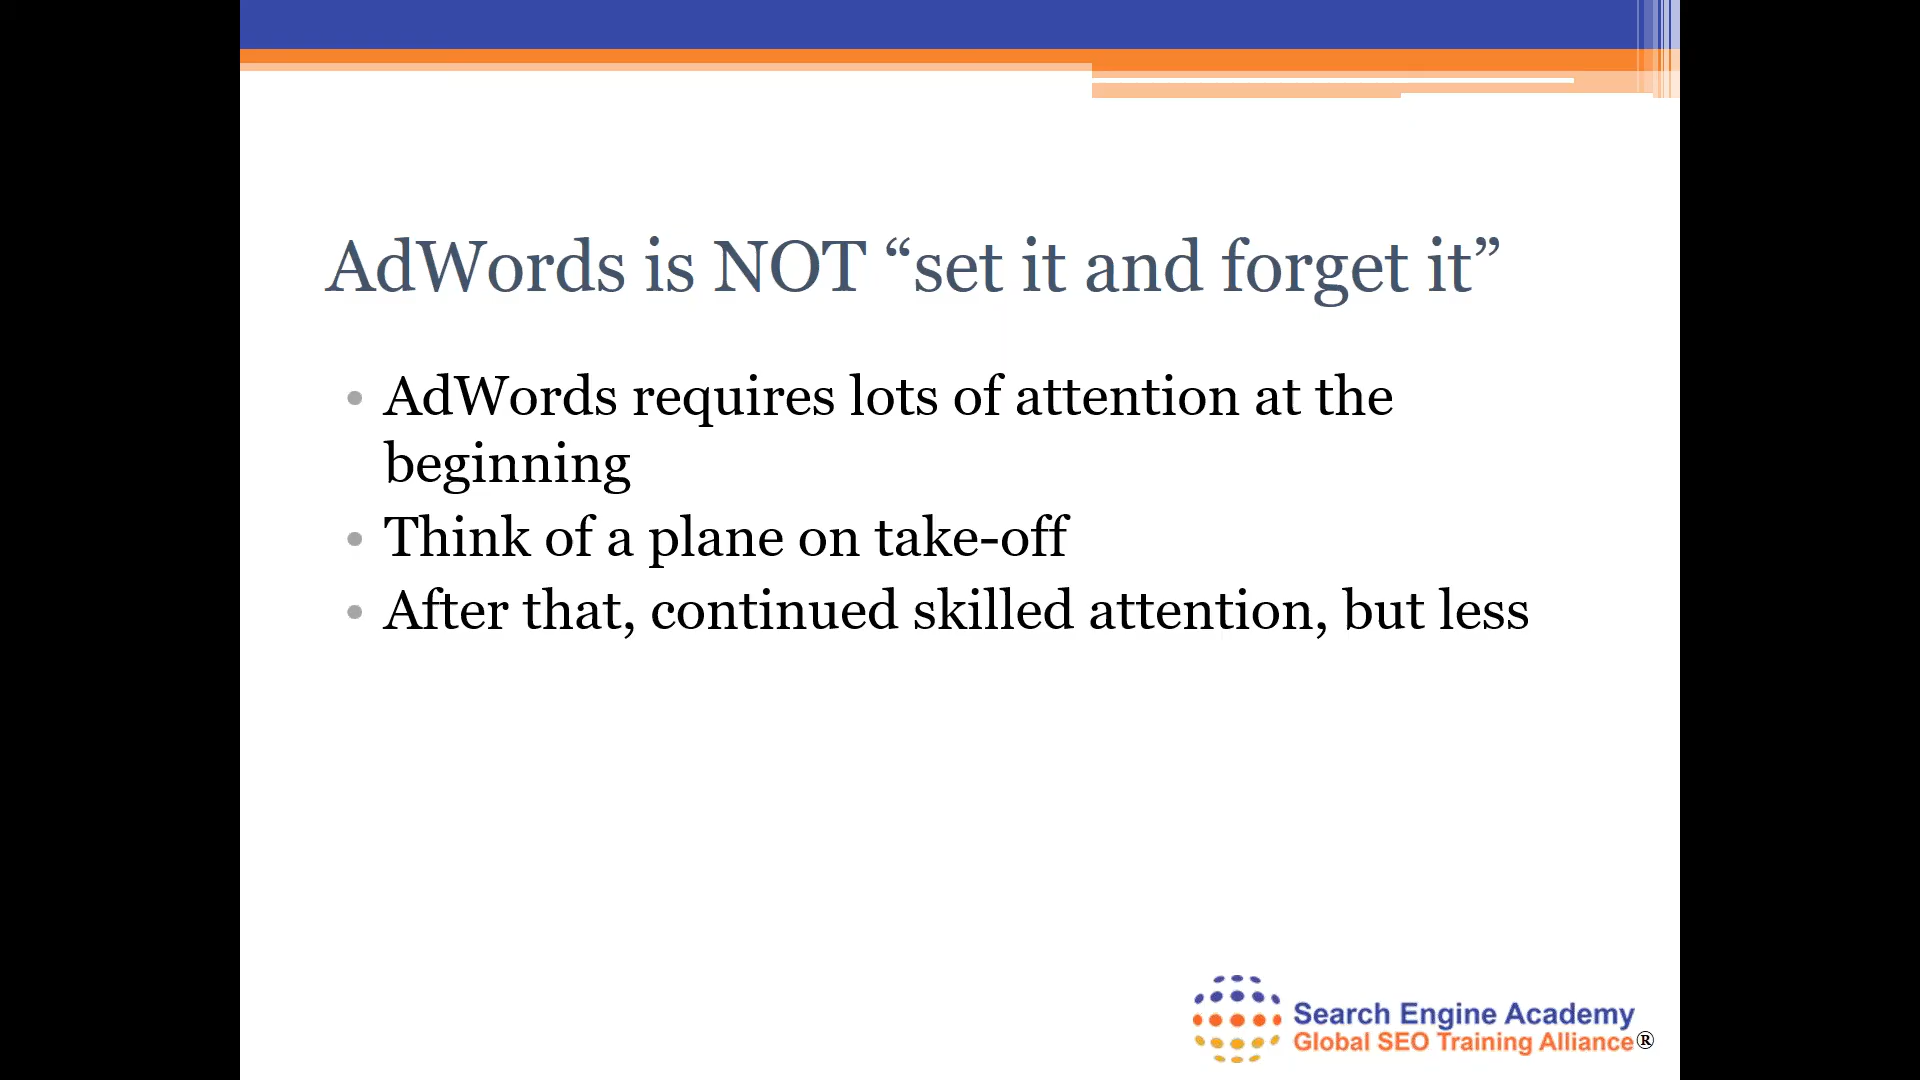 AdWords is NOT “set it and forget it”
• AdWords requires lots of attention at the
beginning
• Think of a plane on take-off
• After that, continued skilled attention, but less
Search Engine Academy
Global SEO Training Alliance®